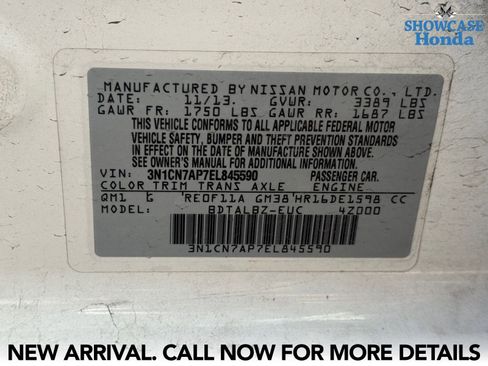 SHOWCASE
Honda
MANUFACTURED BY NISSAN MOTOR CO., LTD.
DATE: 11/13. GVWR: 3389 LBS
GAWR FR: 1750 LBS GAWR RR: 1687 LBS
THIS VEHICLE CONFORMS TO ALL APPLICABLE FEDERAL MOTOR
VEHICLE SAFETY, BUMPER AND THEFT PREVENTION STANDARDS
IN EFFECT ON THE DATE OF MANUFACTURE SHOWN ABOVE.
SEE OWNER'S MANUAL FOR ADDITIONAL INFORMATION.
VIN: 3N1CN7AP7EL845590 PASSENGER CAR.
COLOR TRIM TRANS AXLE ENGINE
QM1 G RE0F11A GM38 HR16DE1598 CC
MODEL: BDTALBZ-EUC 4Z000
3N1CN7AP7EL845590
NEW ARRIVAL. CALL NOW FOR MORE DETAILS